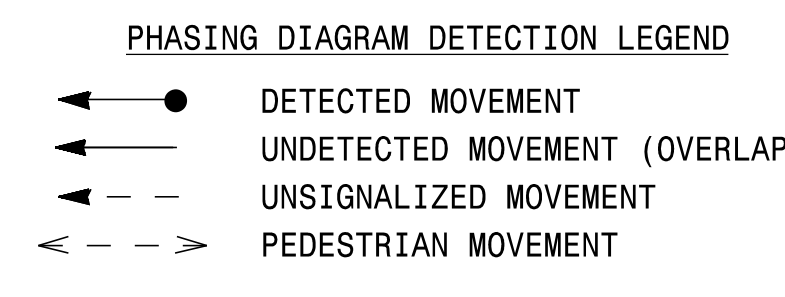 PHASING DIAGRAM DETECTION LEGEND
DETECTED MOVEMENT
UNDETECTED MOVEMENT (OVERLAP
UNSIGNALIZED MOVEMENT
PEDESTRIAN MOVEMENT